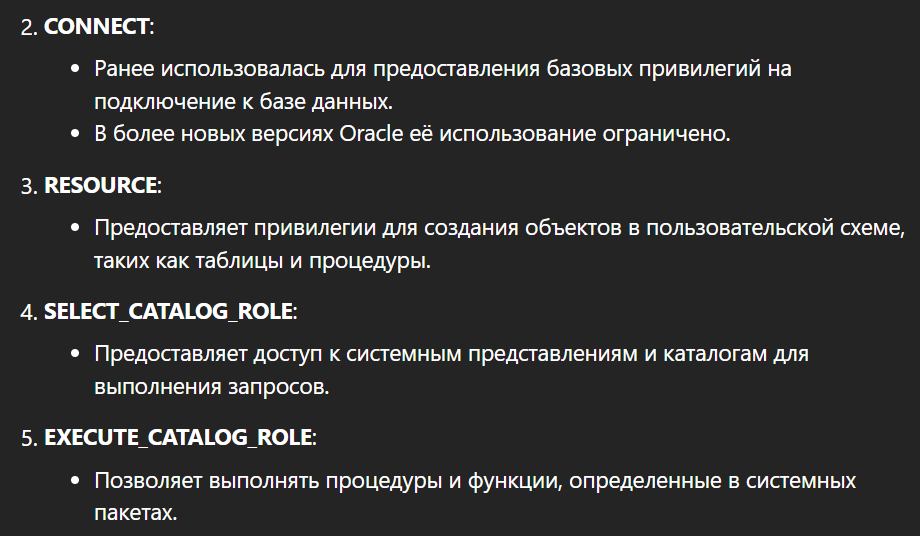 2. CONNECT:
• Ранее использовалась для предоставления базовых привилегий на
подключение к базе данных.
• В более новых версиях Oracle её использование ограничено.
3. RESOURCE:
• Предоставляет привилегии для создания объектов в пользовательской схеме,
таких как таблицы и процедуры.
4. SELECT_CATALOG_ROLE:
• Предоставляет доступ к системным представлениям и каталогам для
выполнения запросов.
5. EXECUTE_CATALOG_ROLE:
• Позволяет выполнять процедуры и функции, определенные в системных
пакетах.